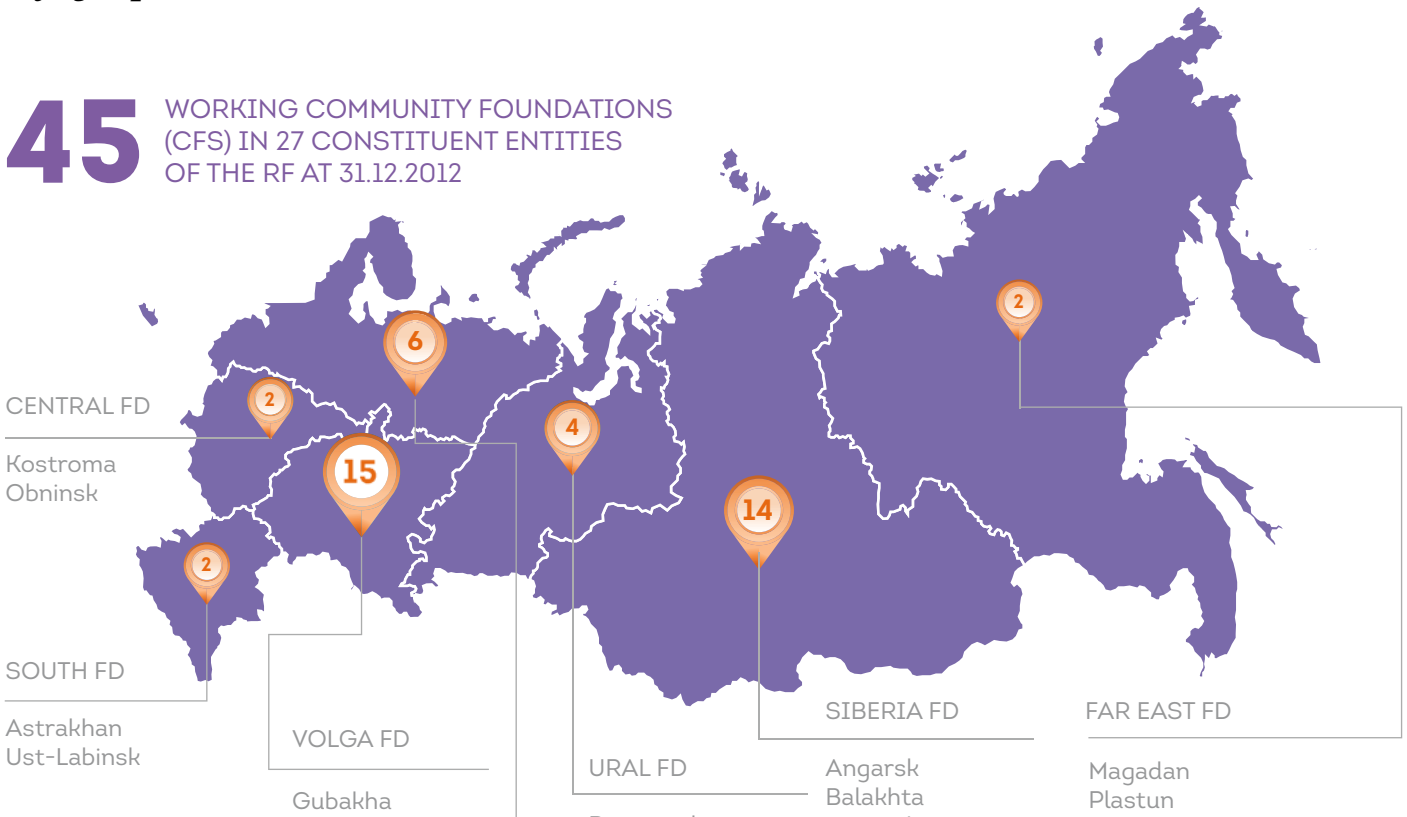 45
WORKING COMMUNITY FOUNDATIONS
(CFS) IN 27 CONSTITUENT ENTITIES
OF THE RF AT 31.12.2012
2
6
CENTRAL FD
2
4
Kostroma
Obninsk
15
14
2
SOUTH FD
Astrakhan
Ust-Labinsk
VOLGA FD
Gubakha
URAL FD
SIBERIA FD
Angarsk
Balakhta
FAR EAST FD
Magadan
Plastun